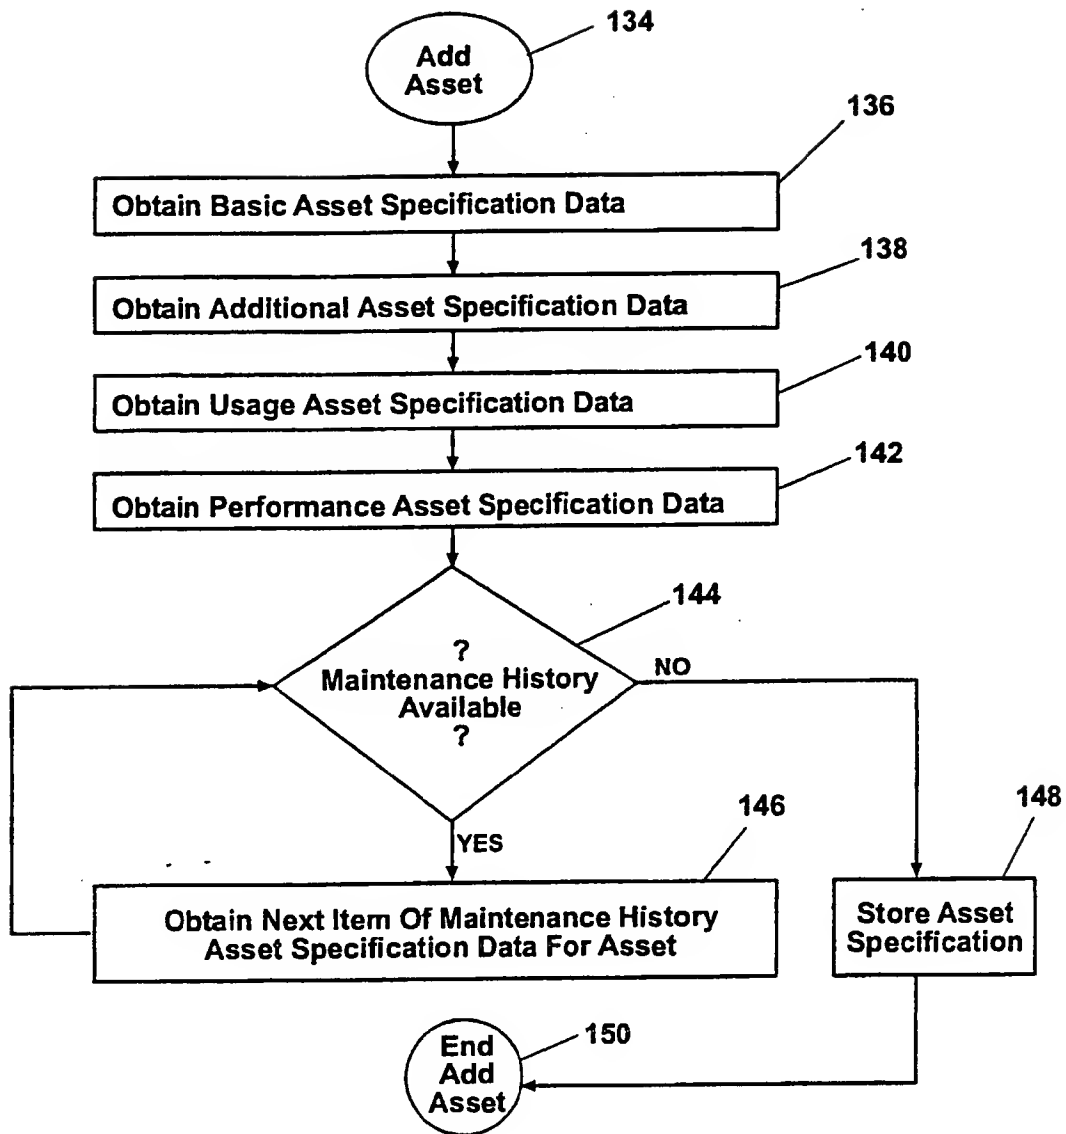 134
Add
Asset
136
Obtain Basic Asset Specification Data
138
Obtain Additional Asset Specification Data
140
Obtain Usage Asset Specification Data
142
Obtain Performance Asset Specification Data
144
?
Maintenance History
Available
?
NO
YES
146
Obtain Next Item Of Maintenance History
Asset Specification Data For Asset
148
Store Asset
Specification
150
End
Add
Asset